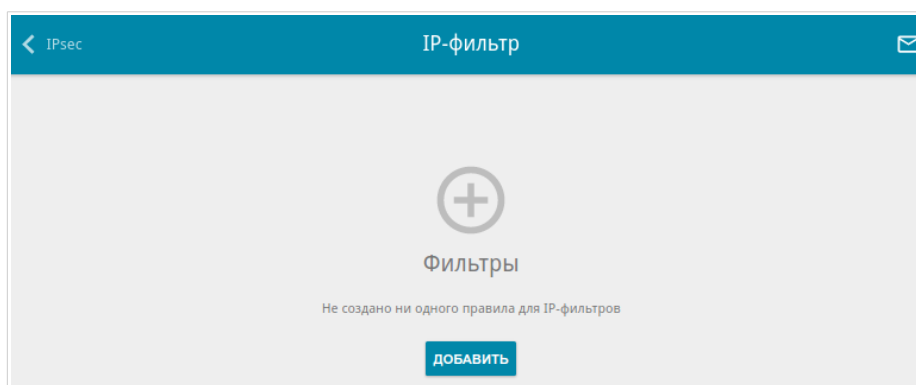 IPsec
IP-фильтр
Фильтры
Не создано ни одного правила для IP-фильтров
ДОБАВИТЬ